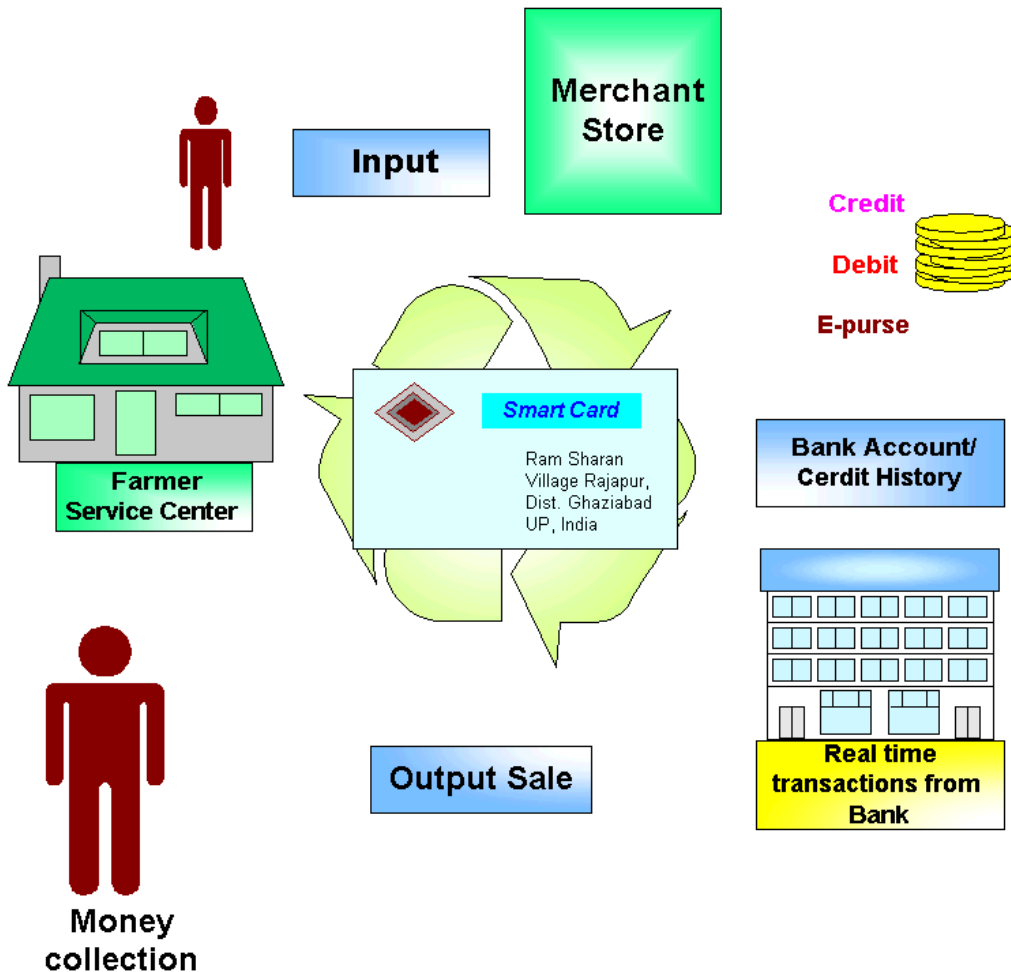 Merchant
Store
Input
Credit
Debit
E-purse
Smart Card
Ram Sharan
Village Rajapur,
Dist. Ghaziabad
UP, India
Bank Account/
Cerdit History
Farmer
Service Center
Real time
transactions from
Bank
Output Sale
Money
collection